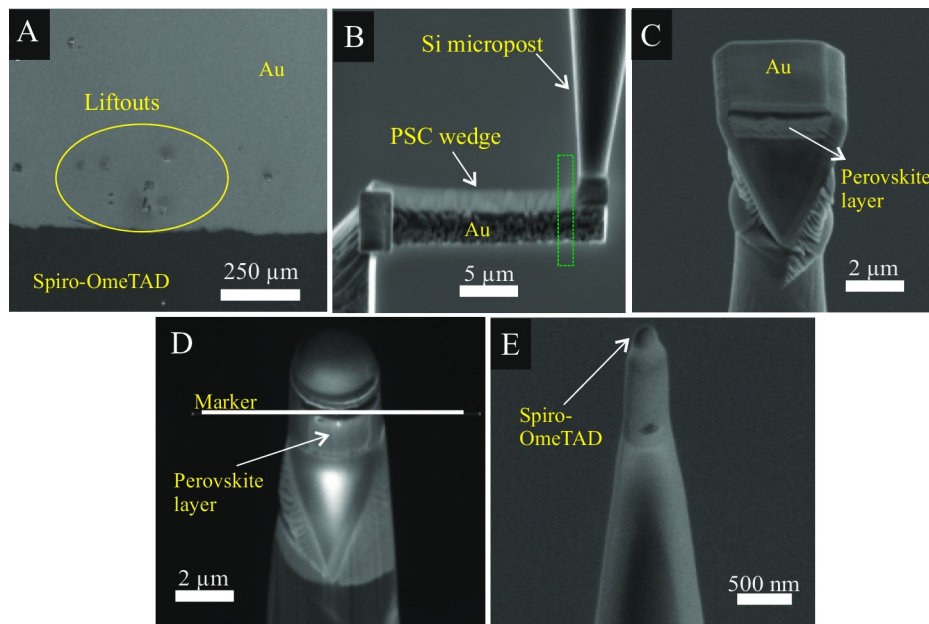 A
Au
Liftouts
Spiro-OmeTAD
250 µm
B
Si micropost
PSC wedge
Au
5 µm
C
Au
Perovskite
layer
2 µm
D
Marker
Perovskite
layer
2 µm
E
Spiro-
OmeTAD
500 nm